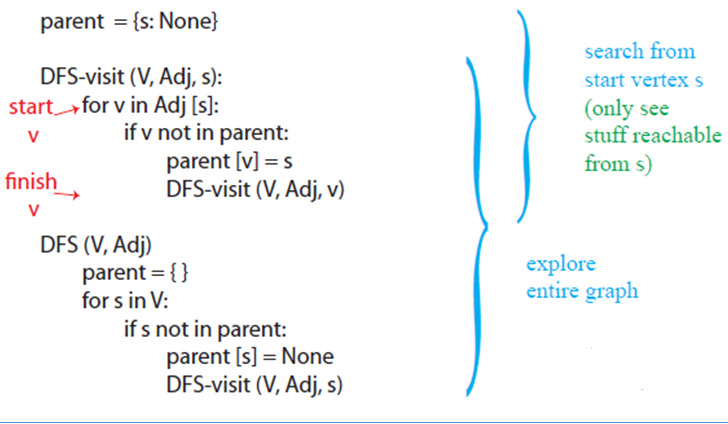 parent = {s: None}
DFS-visit (V, Adj, s):
start
for v in Adj [s]:
v
if v not in parent:
parent [v] = s
finish
DFS-visit (V, Adj, v)
v
DFS (V, Adj)
parent = { }
for s in V:
if s not in parent:
parent [s] = None
DFS-visit (V, Adj, s)
search from
start vertex s
(only see
stuff reachable
from s)
explore
entire graph